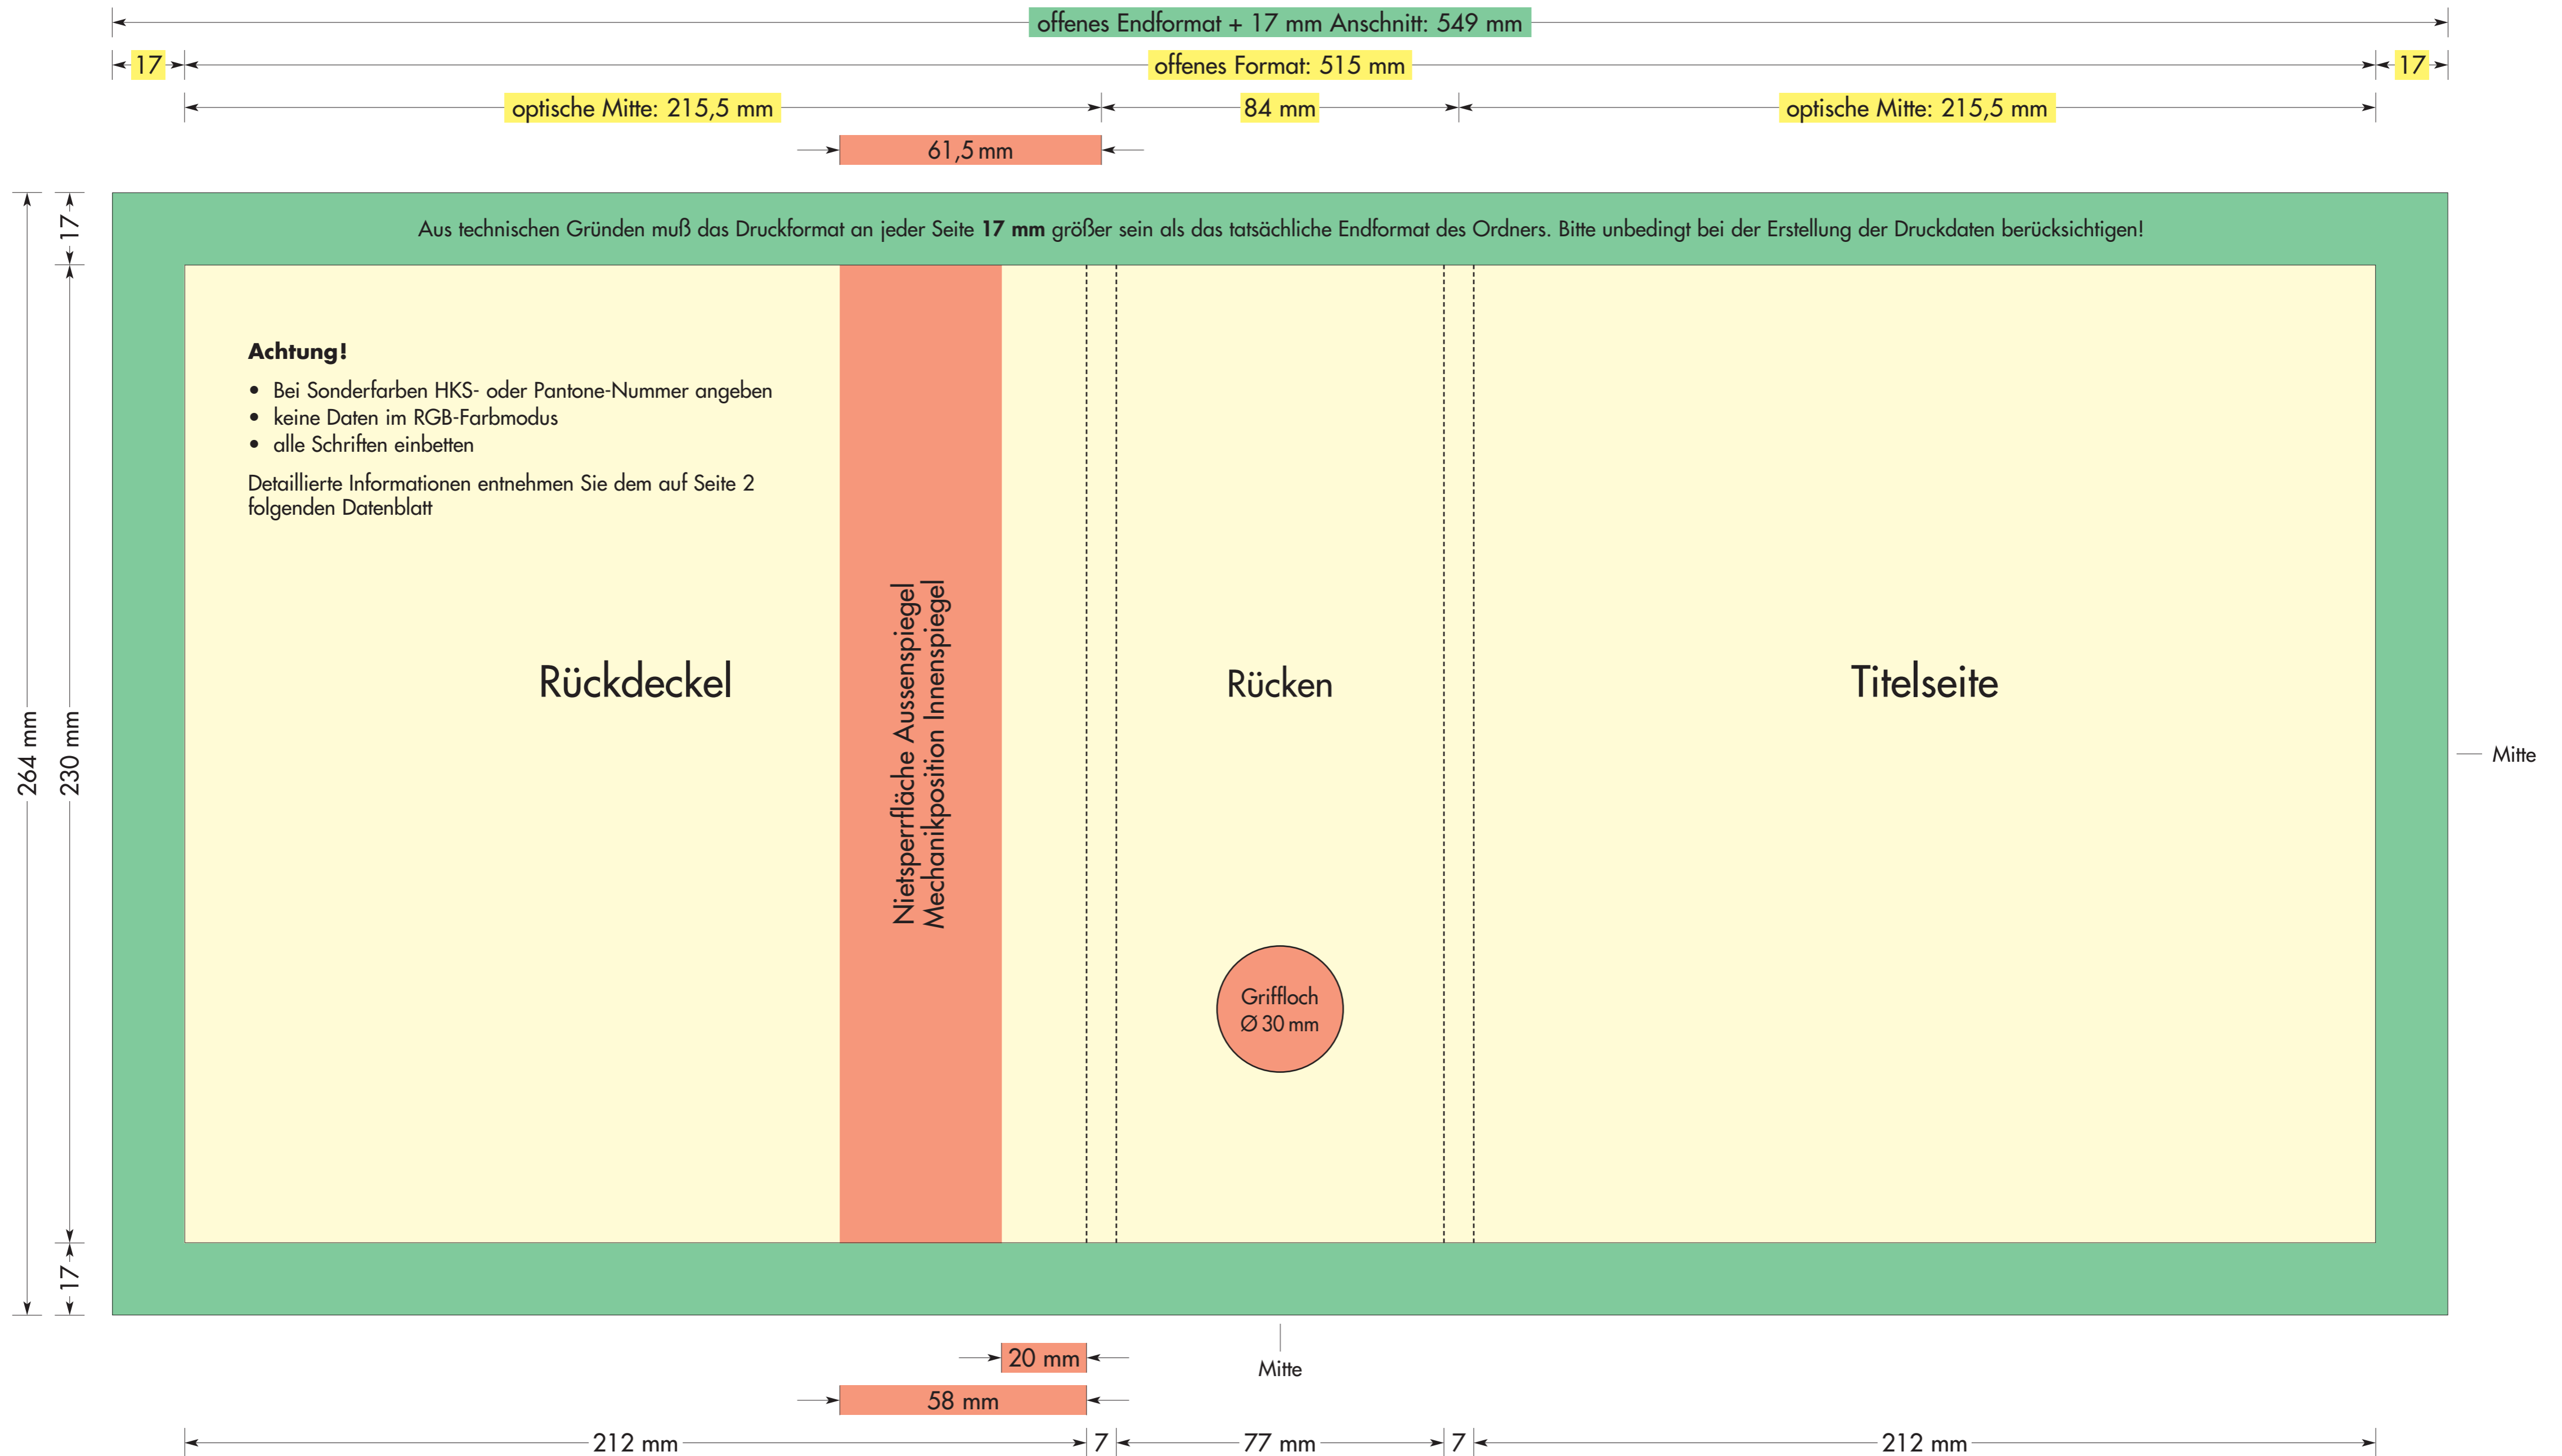 offenes Endformat + 17 mm Anschnitt: 549 mm
17
offenes Format: 515 mm
17
optische Mitte: 215,5 mm
84 mm
optische Mitte: 215,5 mm
61,5 mm
17
Aus technischen Gründen muß das Druckformat an jeder Seite 17 mm größer sein als das tatsächliche Endformat des Ordners. Bitte unbedingt bei der Erstellung der Druckdaten berücksichtigen!
Achtung!
• Bei Sonderfarben HKS- oder Pantone-Nummer angeben
• keine Daten im RGB-Farbmodus
• alle Schriften einbetten
Detaillierte Informationen entnehmen Sie dem auf Seite 2
folgenden Datenblatt
264 mm
230 mm
Rückdeckel
Nietsperrfläche Aussenspiegel
Mechanikposition Innenspiegel
Rücken
Titelseite
Mitte
Griffloch
Ø 30 mm
17
20 mm
Mitte
58 mm
212 mm
7
77 mm
7
212 mm